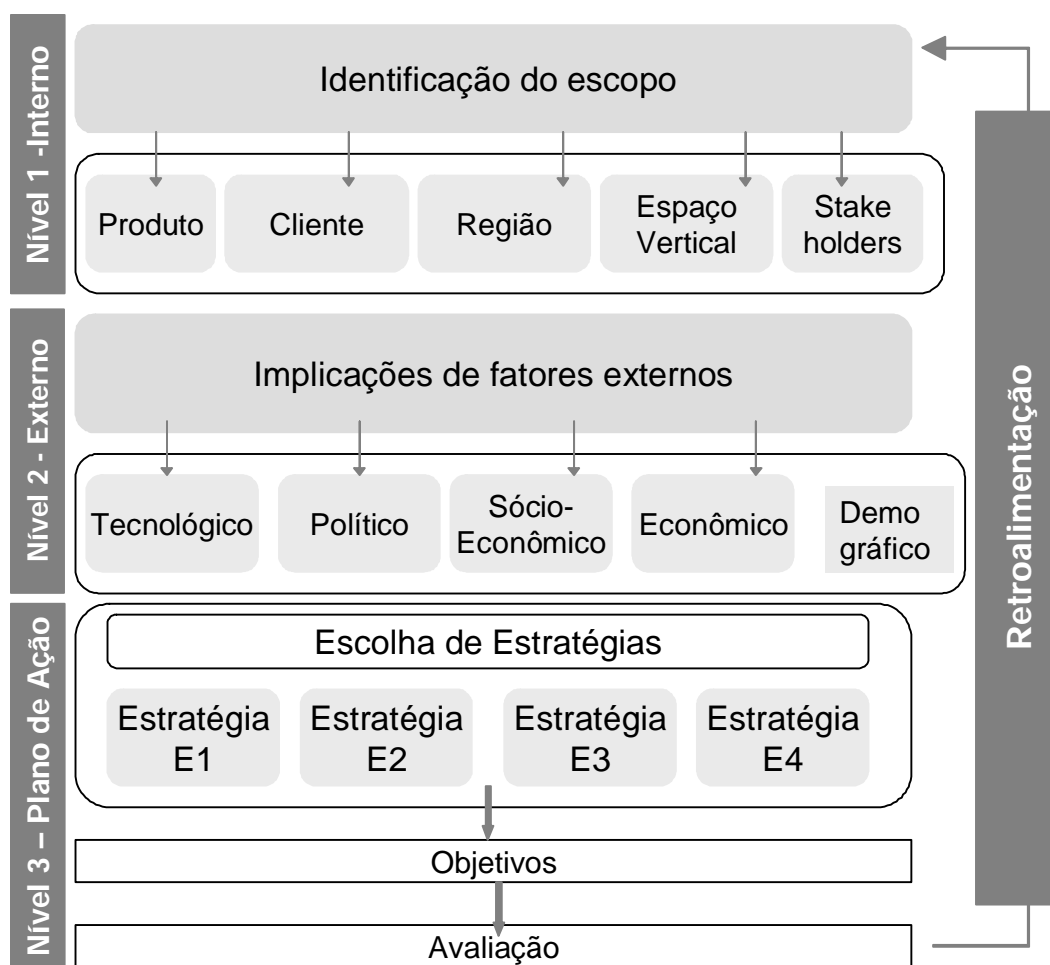 Nível 1 -Interno
Identificação do escopo
Produto
Cliente
Região
Espaço
Vertical
Stake
holders
Nível 2 - Externo
Implicações de fatores externos
Tecnológico
Político
Sócio-
Econômico
Econômico
Demo
gráfico
Nível 3 – Plano de Ação
Escolha de Estratégias
Estratégia
E1
Estratégia
E2
Estratégia
E3
Estratégia
E4
Objetivos
Avaliação
Retroalimentação